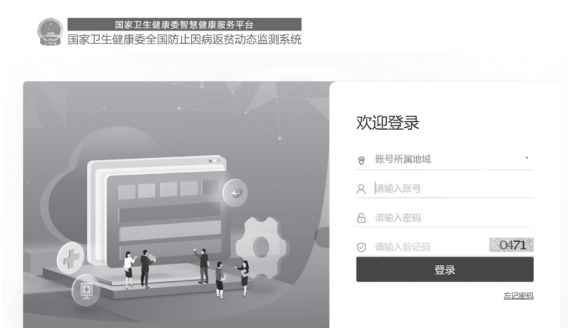 国家卫生健康委智慧健康服务平台
国家卫生健康委全国防止因病返贫动态监测系统
欢迎登录
账号所属地域
请输入账号
请输入密码
请输入验证码
0471
登录
忘记密码